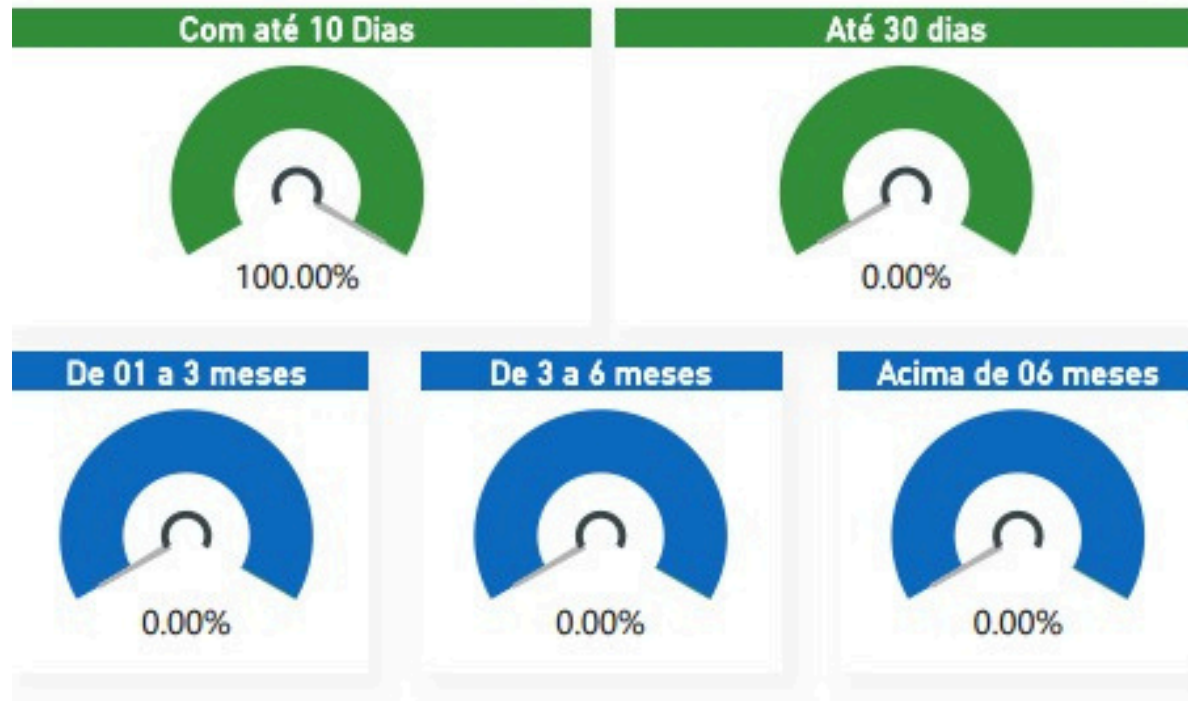 Com até 10 Dias
Até 30 dias
100.00%
0.00%
De 01 a 3 meses
De 3 a 6 meses
Acima de 06 meses
0.00%
0.00%
0.00%